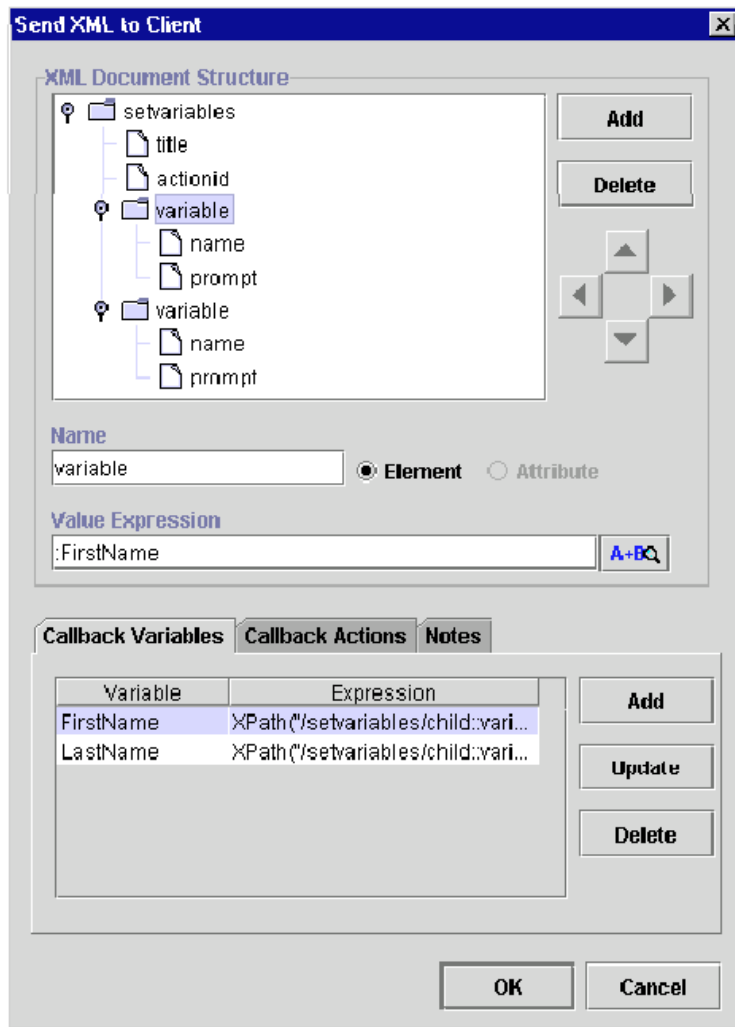 Send XML to Client
XML Document Structure
setvariables
title
actionid
variable
name
prompt
variable
name
prompt
Add
Delete
Name
variable
Element
Attribute
Value Expression
:FirstName
A+B
Callback Variables
Callback Actions
Notes
Variable Expression
FirstName XPath("/setvariables/child::vari...
LastName XPath("/setvariables/child::vari...
Add
Update
Delete
OK
Cancel